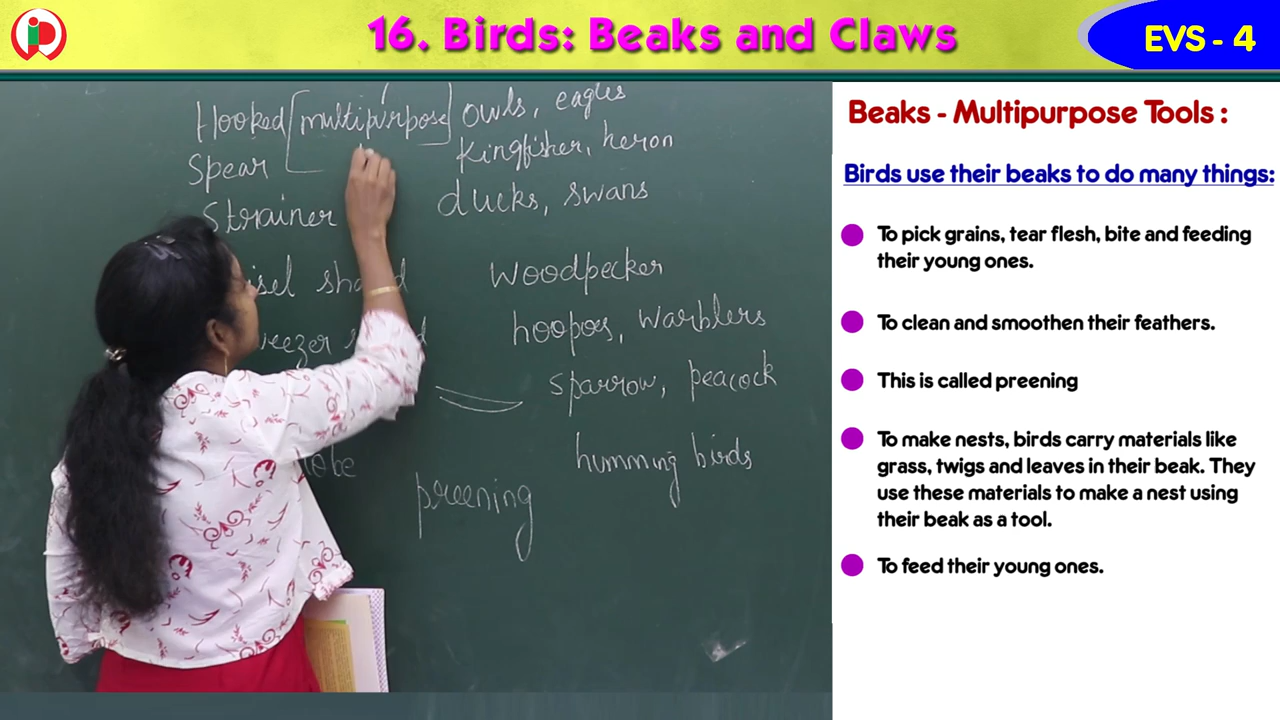 16. Birds: Beaks and Claws
EVS - 4
Hooked [multipurpose] owls, eagles
Spear kingfisher, heron
Strainer ducks, swans
woodpecker
hoopoes, warblers
sparrow, peacock
humming birds
preening
Beaks - Multipurpose Tools :
Birds use their beaks to do many things:
To pick grains, tear flesh, bite and feeding
their young ones.
To clean and smoothen their feathers.
This is called preening
To make nests, birds carry materials like
grass, twigs and leaves in their beak. They
use these materials to make a nest using
their beak as a tool.
To feed their young ones.